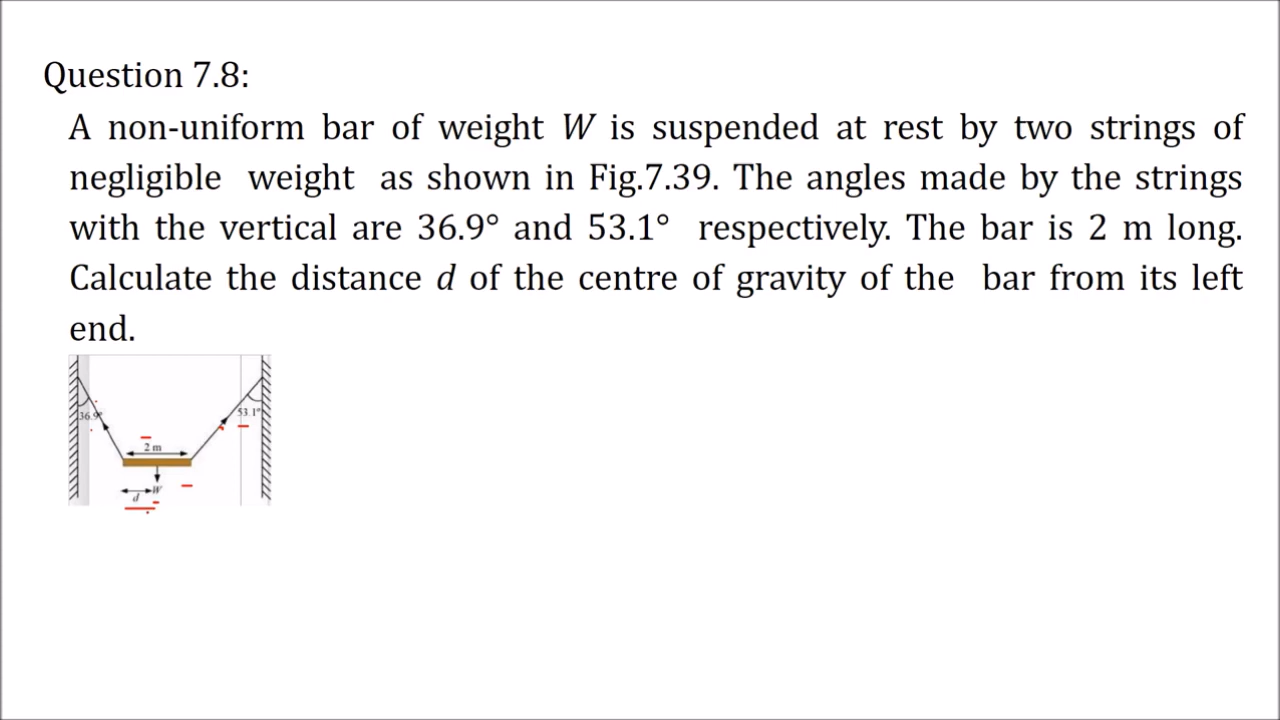 Question 7.8:
A non-uniform bar of weight W is suspended at rest by two strings of
negligible weight as shown in Fig.7.39. The angles made by the strings
with the vertical are 36.9° and 53.1° respectively. The bar is 2 m long.
Calculate the distance d of the centre of gravity of the bar from its left
end.
36.9° 53.1°
2 m
W
d